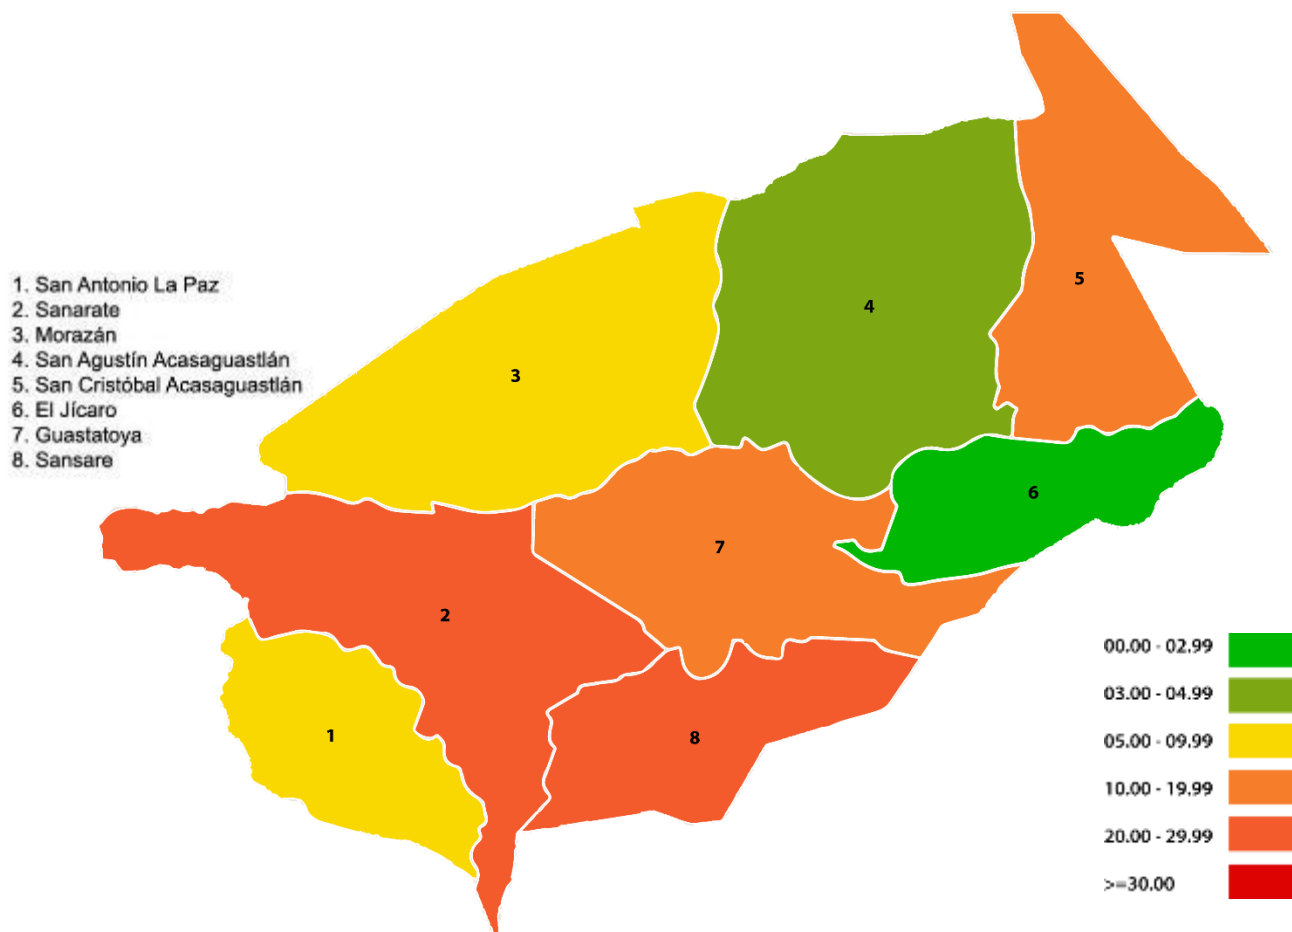 1. San Antonio La Paz
2. Sanarate
3. Morazán
4. San Agustín Acasaguastlán
5. San Cristóbal Acasaguastlán
6. El Jícaro
7. Guastatoya
8. Sansare
5
4
3
6
7
2
1
8
00.00 - 02.99
03.00 - 04.99
05.00 - 09.99
10.00 - 19.99
20.00 - 29.99
>=30.00